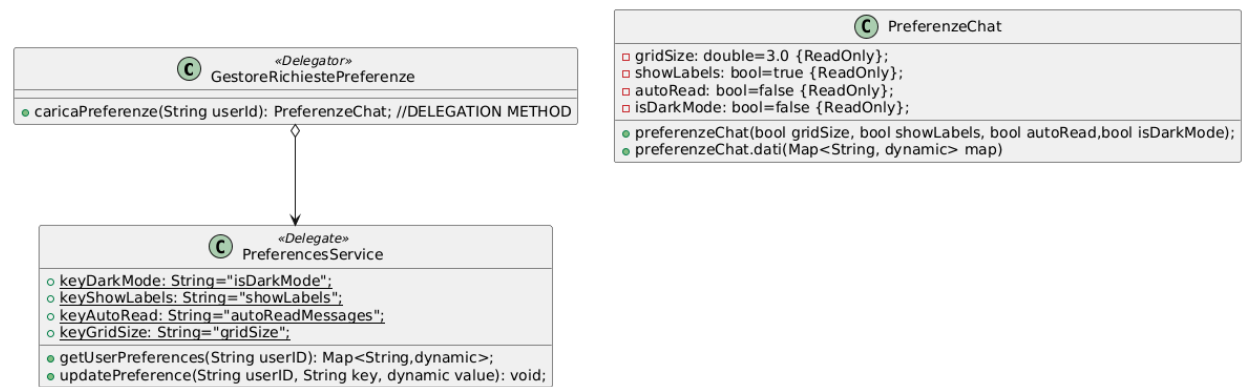 C
«Delegator»
GestoreRichiestePreferenze
caricaPreferenze(String userId): PreferenzeChat; //DELEGATION METHOD
C
PreferenzeChat
gridSize: double=3.0 {ReadOnly};
showLabels: bool=true {ReadOnly};
autoRead: bool=false {ReadOnly};
isDarkMode: bool=false {ReadOnly};
preferenzeChat(bool gridSize, bool showLabels, bool autoRead,bool isDarkMode);
preferenzeChat.dati(Map<String, dynamic> map)
C
«Delegate»
PreferencesService
keyDarkMode: String="isDarkMode";
keyShowLabels: String="showLabels";
keyAutoRead: String="autoReadMessages";
keyGridSize: String="gridSize";
getUserPreferences(String userID): Map<String,dynamic>;
updatePreference(String userID, String key, dynamic value): void;